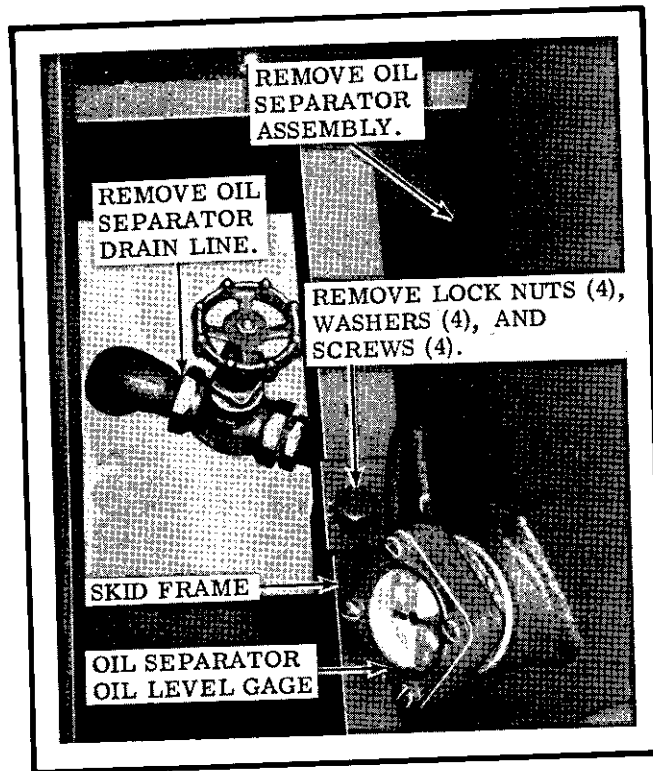 REMOVE OIL
SEPARATOR
ASSEMBLY.
REMOVE OIL
SEPARATOR
DRAIN LINE.
REMOVE LOCK NUTS (4),
WASHERS (4), AND
SCREWS (4).
SKID FRAME
OIL SEPARATOR
OIL LEVEL GAGE